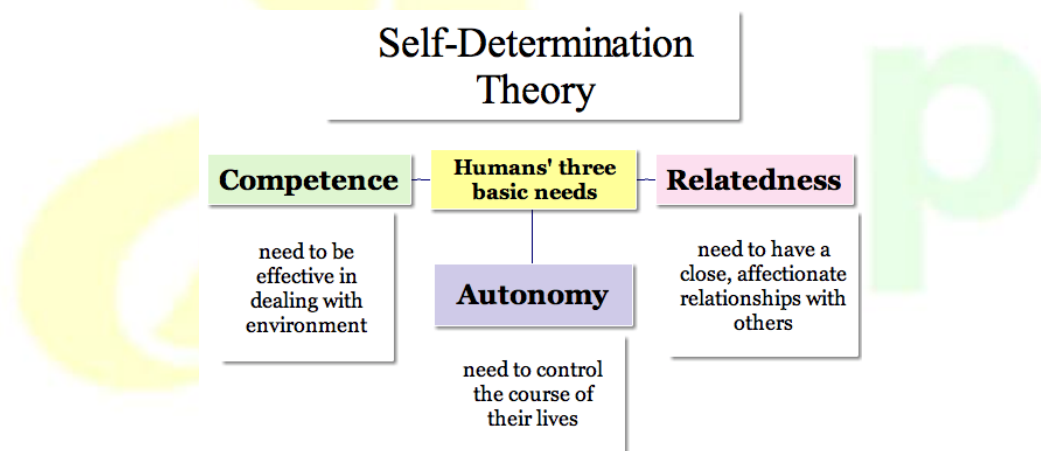 Self-Determination
Theory
Competence
Humans' three
basic needs
Relatedness
need to be
effective in
dealing with
environment
Autonomy
need to have a
close, affectionate
relationships with
others
need to control
the course of
their lives